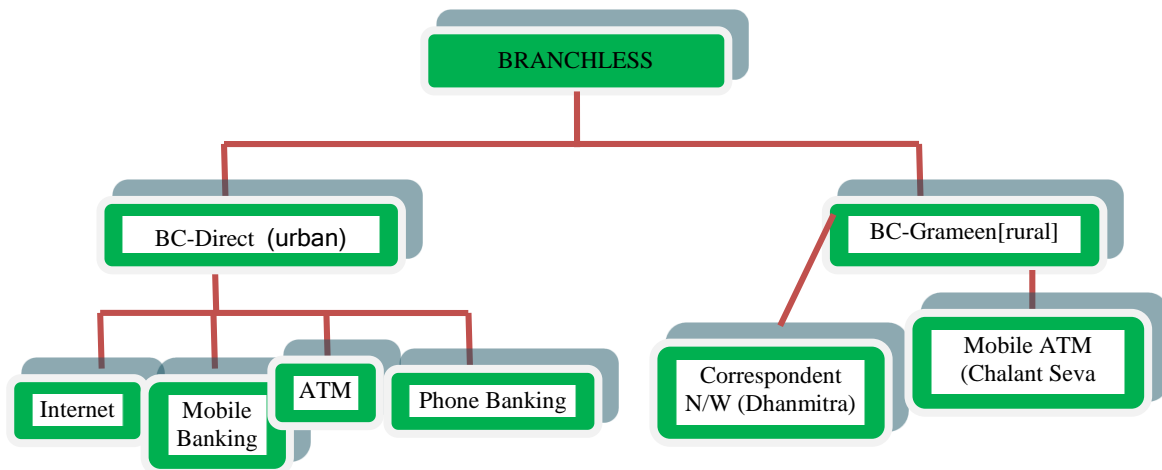 BRANCHLESS
BC-Direct (urban)
BC-Grameen[rural]
Internet
Mobile
Banking
ATM
Phone Banking
Correspondent
N/W (Dhanmitra)
Mobile ATM
(Chalant Seva